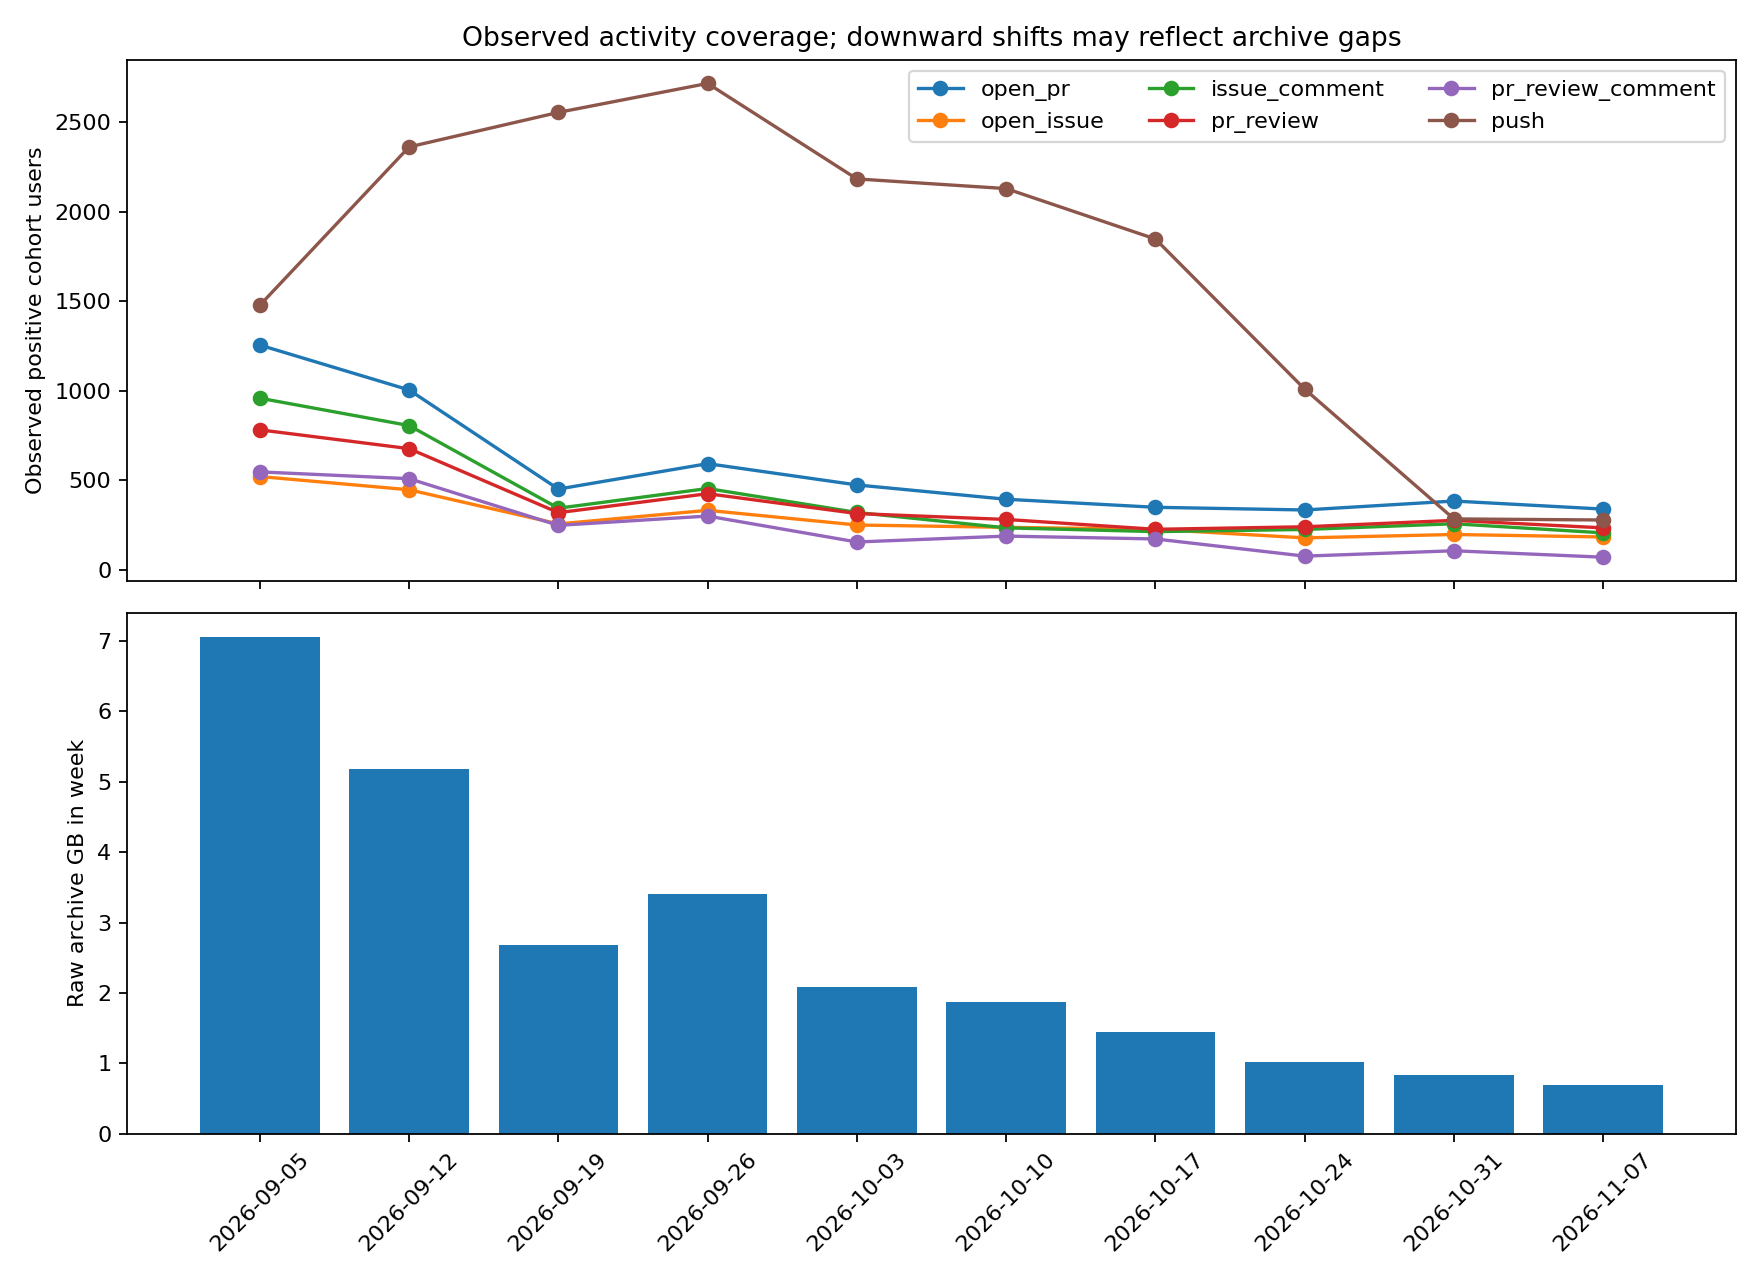 Observed activity coverage; downward shifts may reflect archive gaps
open_pr
open_issue
issue_comment
pr_review
pr_review_comment
push
Observed positive cohort users
2500
2000
1500
1000
500
0
Raw archive GB in week
7
6
5
4
3
2
1
0
2026-09-05
2026-09-12
2026-09-19
2026-09-26
2026-10-03
2026-10-10
2026-10-17
2026-10-24
2026-10-31
2026-11-07